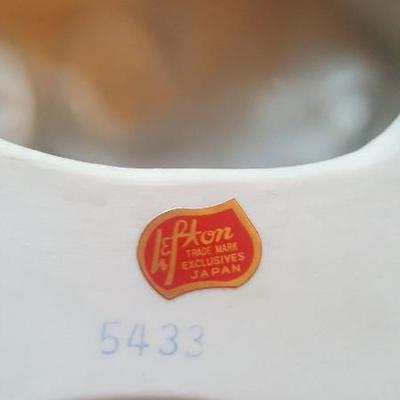 Lefton
TRADE MARK
EXCLUSIVES
JAPAN
5433